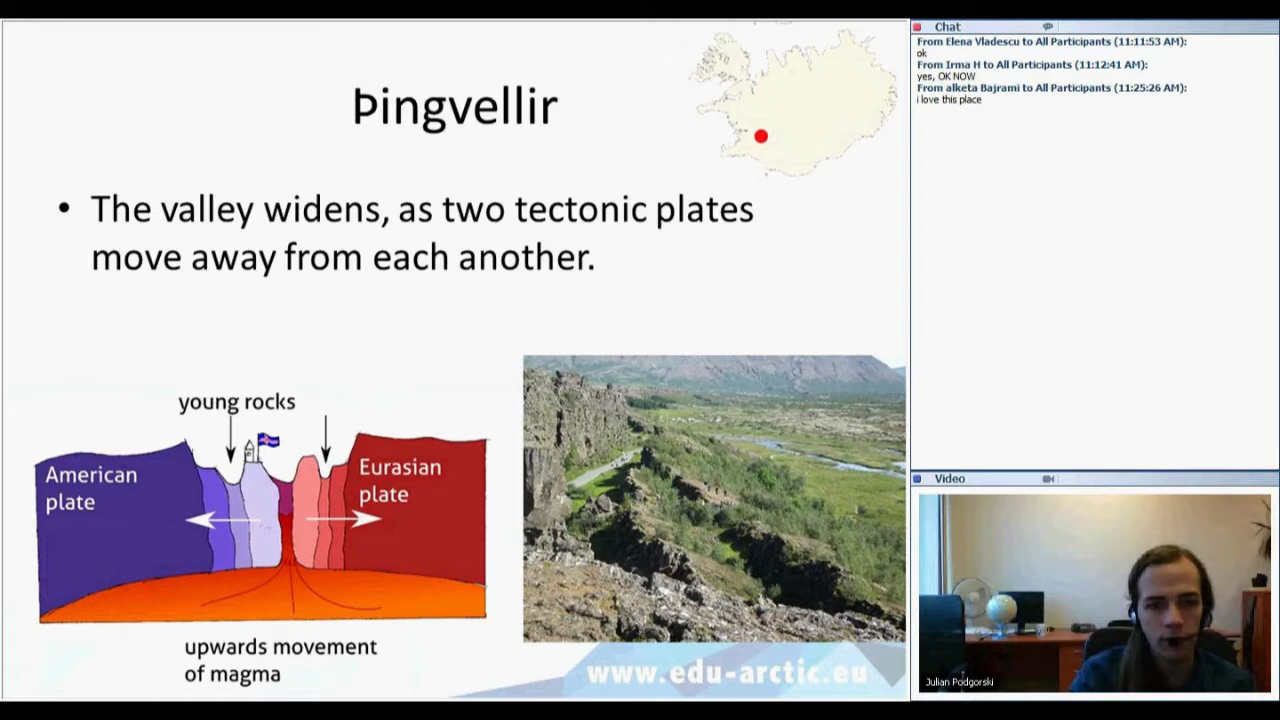 Þingvellir
• The valley widens, as two tectonic plates
move away from each another.
young rocks
American
plate
Eurasian
plate
upwards movement
of magma
www.edu-arctic.eu
Chat
From Elena Vladescu to All Participants (11:11:53 AM):
ok
From Irma H to All Participants (11:12:41 AM):
yes, OK NOW
From alketa Bajrami to All Participants (11:25:26 AM):
i love this place
Video
Julian Podgorski